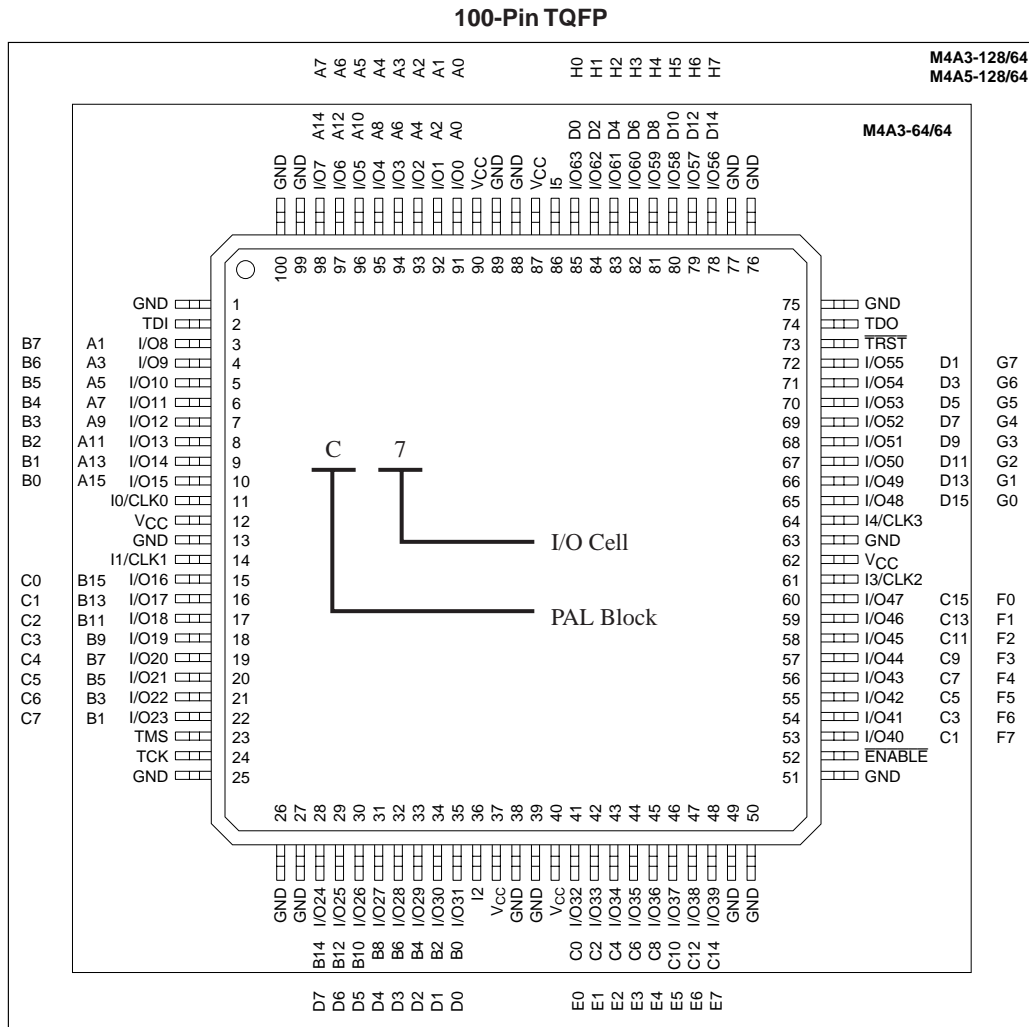 100-Pin TQFP
M4A3-128/64
M4A5-128/64
M4A3-64/64
A7 A6 A5 A4 A3 A2 A1 A0 H0 H1 H2 H3 H4 H5 H6 H7
A14 A12 A10 A8 A6 A4 A2 A0 D0 D2 D4 D6 D8 D10 D12 D14
GND GND I/O7 I/O6 I/O5 I/O4 I/O3 I/O2 I/O1 I/O0 VCC GND GND VCC I5 I/O63 I/O62 I/O61 I/O60 I/O59 I/O58 I/O57 I/O56 GND GND
100 99 98 97 96 95 94 93 92 91 90 89 88 87 86 85 84 83 82 81 80 79 78 77 76
GND 1 75 GND
TDI 2 74 TDO
B7 A1 I/O8 3 73 TRST
B6 A3 I/O9 4 72 I/O55 D1 G7
B5 A5 I/O10 5 71 I/O54 D3 G6
B4 A7 I/O11 6 70 I/O53 D5 G5
B3 A9 I/O12 7 69 I/O52 D7 G4
B2 A11 I/O13 8 68 I/O51 D9 G3
B1 A13 I/O14 9 67 I/O50 D11 G2
B0 A15 I/O15 10 66 I/O49 D13 G1
I0/CLK0 11 65 I/O48 D15 G0
VCC 12 64 I4/CLK3
GND 13 63 GND
I1/CLK1 14 62 VCC
C0 B15 I/O16 15 61 I3/CLK2
C1 B13 I/O17 16 60 I/O47 C15 F0
C2 B11 I/O18 17 59 I/O46 C13 F1
C3 B9 I/O19 18 58 I/O45 C11 F2
C4 B7 I/O20 19 57 I/O44 C9 F3
C5 B5 I/O21 20 56 I/O43 C7 F4
C6 B3 I/O22 21 55 I/O42 C5 F5
C7 B1 I/O23 22 54 I/O41 C3 F6
TMS 23 53 I/O40 C1 F7
TCK 24 52 ENABLE
GND 25 51 GND
C 7
I/O Cell
PAL Block
26 27 28 29 30 31 32 33 34 35 36 37 38 39 40 41 42 43 44 45 46 47 48 49 50
GND GND I/O24 I/O25 I/O26 I/O27 I/O28 I/O29 I/O30 I/O31 I2 VCC GND GND VCC I/O32 I/O33 I/O34 I/O35 I/O36 I/O37 I/O38 I/O39 GND GND
B14 B12 B10 B8 B6 B4 B2 B0 C0 C2 C4 C6 C8 C10 C12 C14
D7 D6 D5 D4 D3 D2 D1 D0 E0 E1 E2 E3 E4 E5 E6 E7